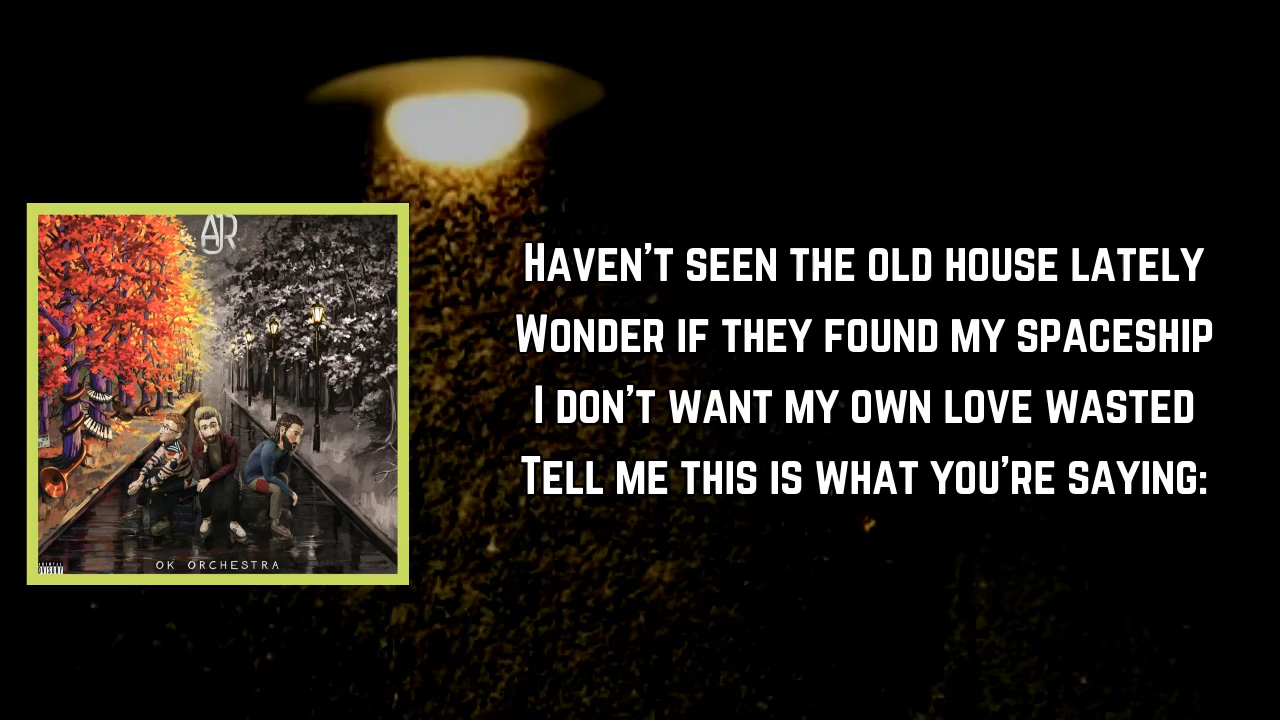 AJR
HAVEN'T SEEN THE OLD HOUSE LATELY
WONDER IF THEY FOUND MY SPACESHIP
I DON'T WANT MY OWN LOVE WASTED
TELL ME THIS IS WHAT YOU'RE SAYING:
OK ORCHESTRA